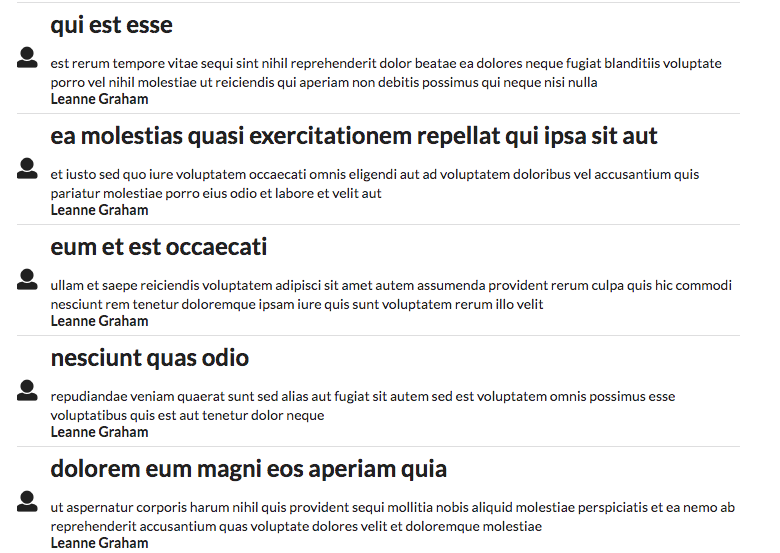 qui est esse
est rerum tempore vitae sequi sint nihil reprehenderit dolor beatae ea dolores neque fugiat blanditiis voluptate
porro vel nihil molestiae ut reiciendis qui aperiam non debitis possimus qui neque nisi nulla
Leanne Graham
ea molestias quasi exercitationem repellat qui ipsa sit aut
et iusto sed quo iure voluptatem occaecati omnis eligendi aut ad voluptatem doloribus vel accusantium quis
pariatur molestiae porro eius odio et labore et velit aut
Leanne Graham
eum et est occaecati
ullam et saepe reiciendis voluptatem adipisci sit amet autem assumenda provident rerum culpa quis hic commodi
nesciunt rem tenetur doloremque ipsam iure quis sunt voluptatem rerum illo velit
Leanne Graham
nesciunt quas odio
repudiandae veniam quaerat sunt sed alias aut fugiat sit autem sed est voluptatem omnis possimus esse
voluptatibus quis est aut tenetur dolor neque
Leanne Graham
dolorem eum magni eos aperiam quia
ut aspernatur corporis harum nihil quis provident sequi mollitia nobis aliquid molestiae perspiciatis et ea nemo ab
reprehenderit accusantium quas voluptate dolores velit et doloremque molestiae
Leanne Graham